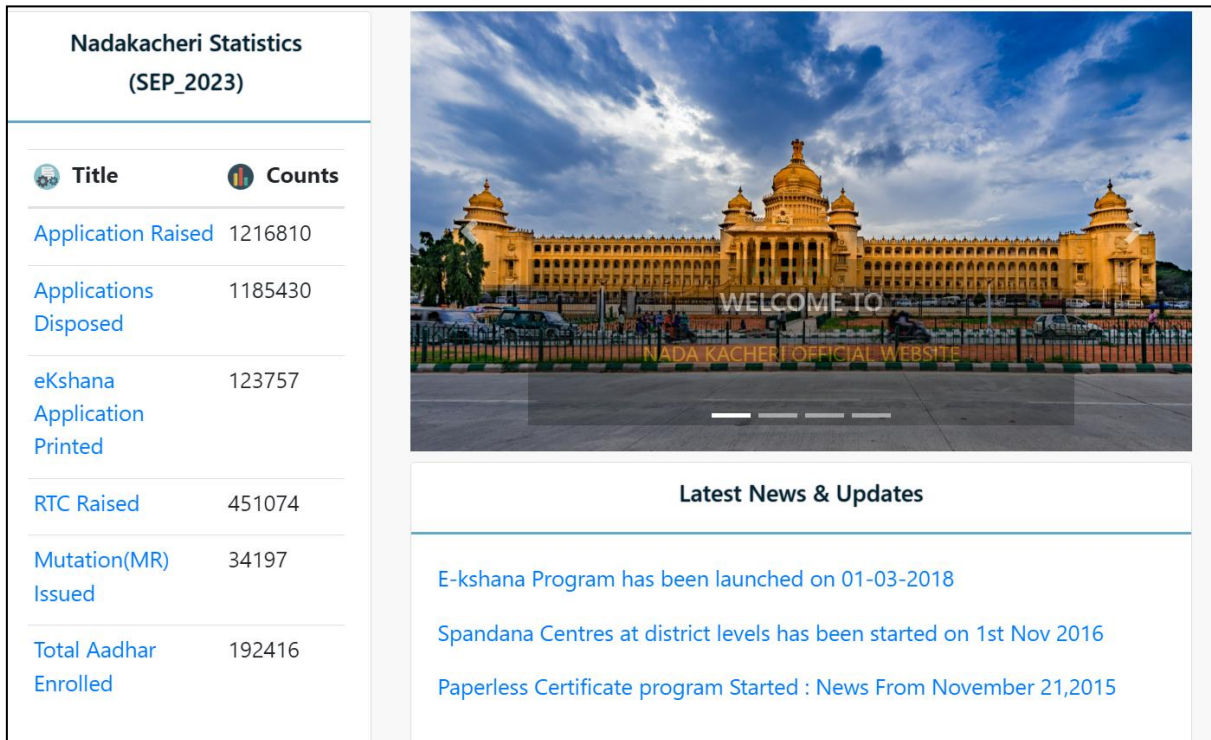 Nadakacheri Statistics
(SEP_2023)
Title Counts
Application Raised 1216810
Applications 1185430
Disposed
eKshana 123757
Application
Printed
RTC Raised 451074
Mutation(MR) 34197
Issued
Total Aadhar 192416
Enrolled
WELCOME TO
NADA KACHERI OFFICIAL WEBSITE
Latest News & Updates
E-kshana Program has been launched on 01-03-2018
Spandana Centres at district levels has been started on 1st Nov 2016
Paperless Certificate program Started : News From November 21,2015